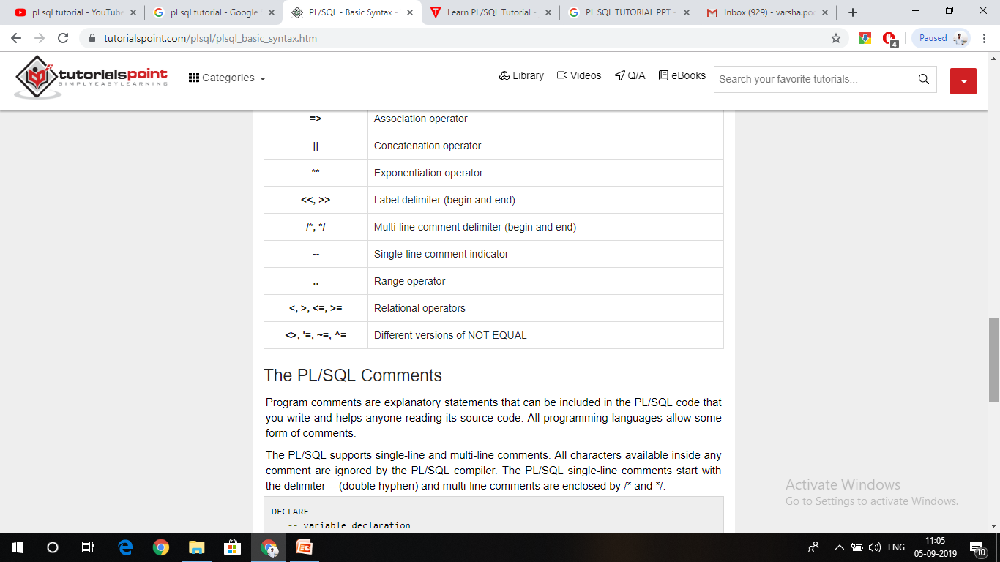 pl sql tutorial - YouTube
pl sql tutorial - Google
PL/SQL - Basic Syntax -
Learn PL/SQL Tutorial -
PL SQL TUTORIAL PPT -
Inbox (929) - varsha.poo
tutorialspoint.com/plsql/plsql_basic_syntax.htm
4
Paused
tutorialspoint
SIMPLYEASYLEARNING
Categories
Library
Videos
Q/A
eBooks
Search your favorite tutorials...
=> Association operator
|| Concatenation operator
** Exponentiation operator
<<, >> Label delimiter (begin and end)
/*, */ Multi-line comment delimiter (begin and end)
-- Single-line comment indicator
.. Range operator
<, >, <=, >= Relational operators
<>, '=, ~=, ^= Different versions of NOT EQUAL
The PL/SQL Comments
Program comments are explanatory statements that can be included in the PL/SQL code that
you write and helps anyone reading its source code. All programming languages allow some
form of comments.
The PL/SQL supports single-line and multi-line comments. All characters available inside any
comment are ignored by the PL/SQL compiler. The PL/SQL single-line comments start with
the delimiter -- (double hyphen) and multi-line comments are enclosed by /* and */.
DECLARE
-- variable declaration
Activate Windows
Go to Settings to activate Windows.
ENG
11:05
05-09-2019
10